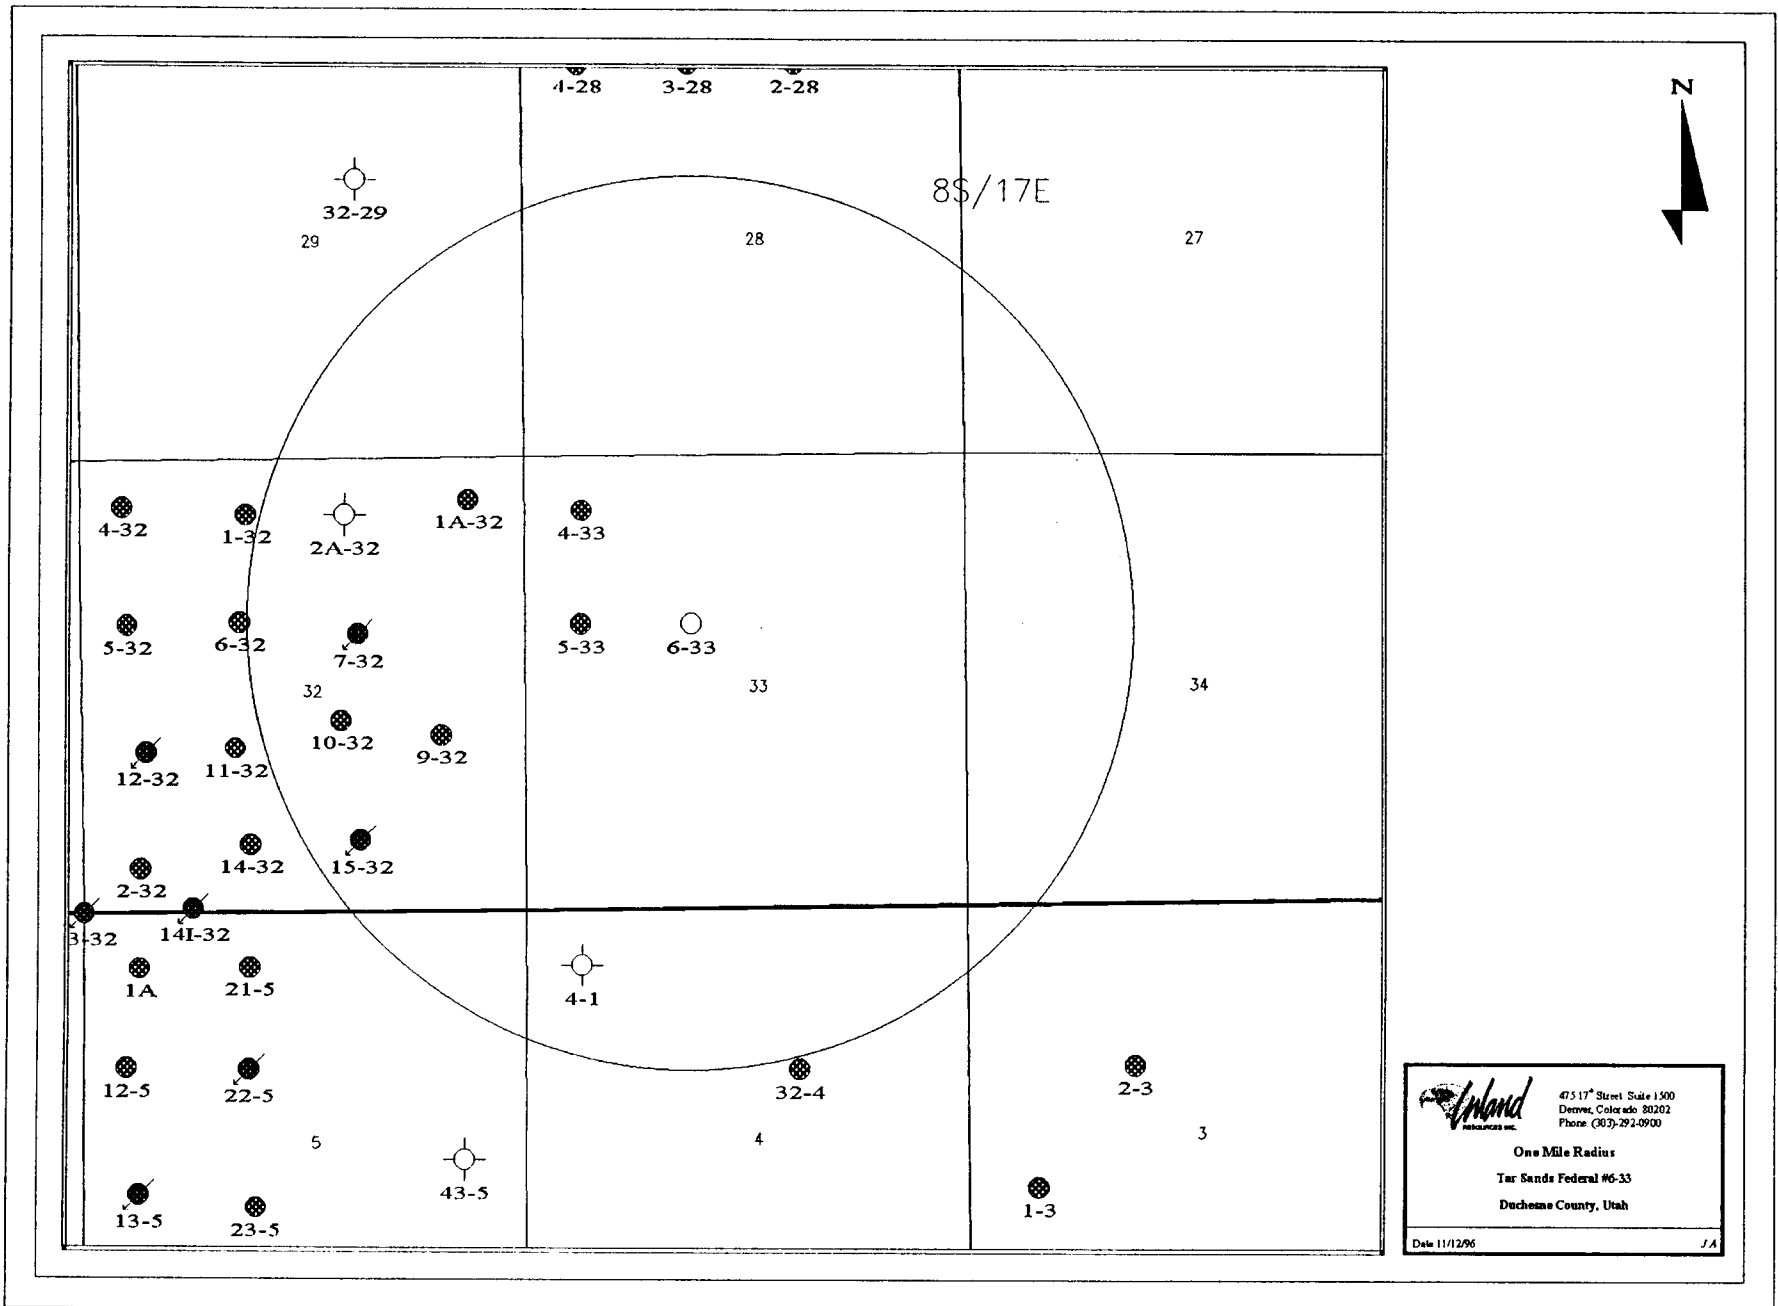 4-28 3-28 2-28
N
8S/17E
32-29
29 28 27
4-32 1-32 2A-32 1A-32 4-33
5-32 6-32 7-32 5-33 6-33
32 33 34
12-32 11-32 10-32 9-32
2-32 14-32 15-32
3-32 14I-32
1A 21-5 4-1
12-5 22-5 32-4 2-3
5 4 3
13-5 23-5 43-5 1-3
Inland
RESOURCES INC.
475 17th Street Suite 1500
Denver, Colorado 80202
Phone (303)-292-0900
One Mile Radius
Tar Sands Federal #6-33
Duchesne County, Utah
Date 11/12/96 J A